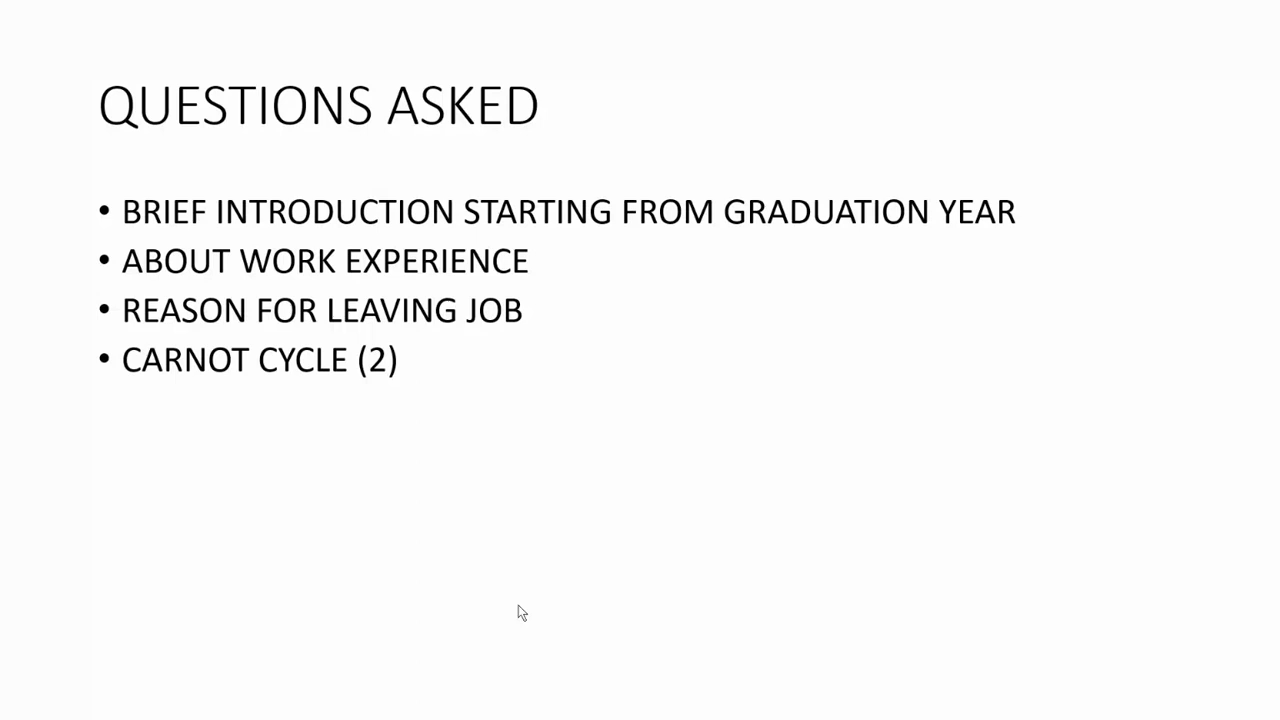 QUESTIONS ASKED
• BRIEF INTRODUCTION STARTING FROM GRADUATION YEAR
• ABOUT WORK EXPERIENCE
• REASON FOR LEAVING JOB
• CARNOT CYCLE (2)